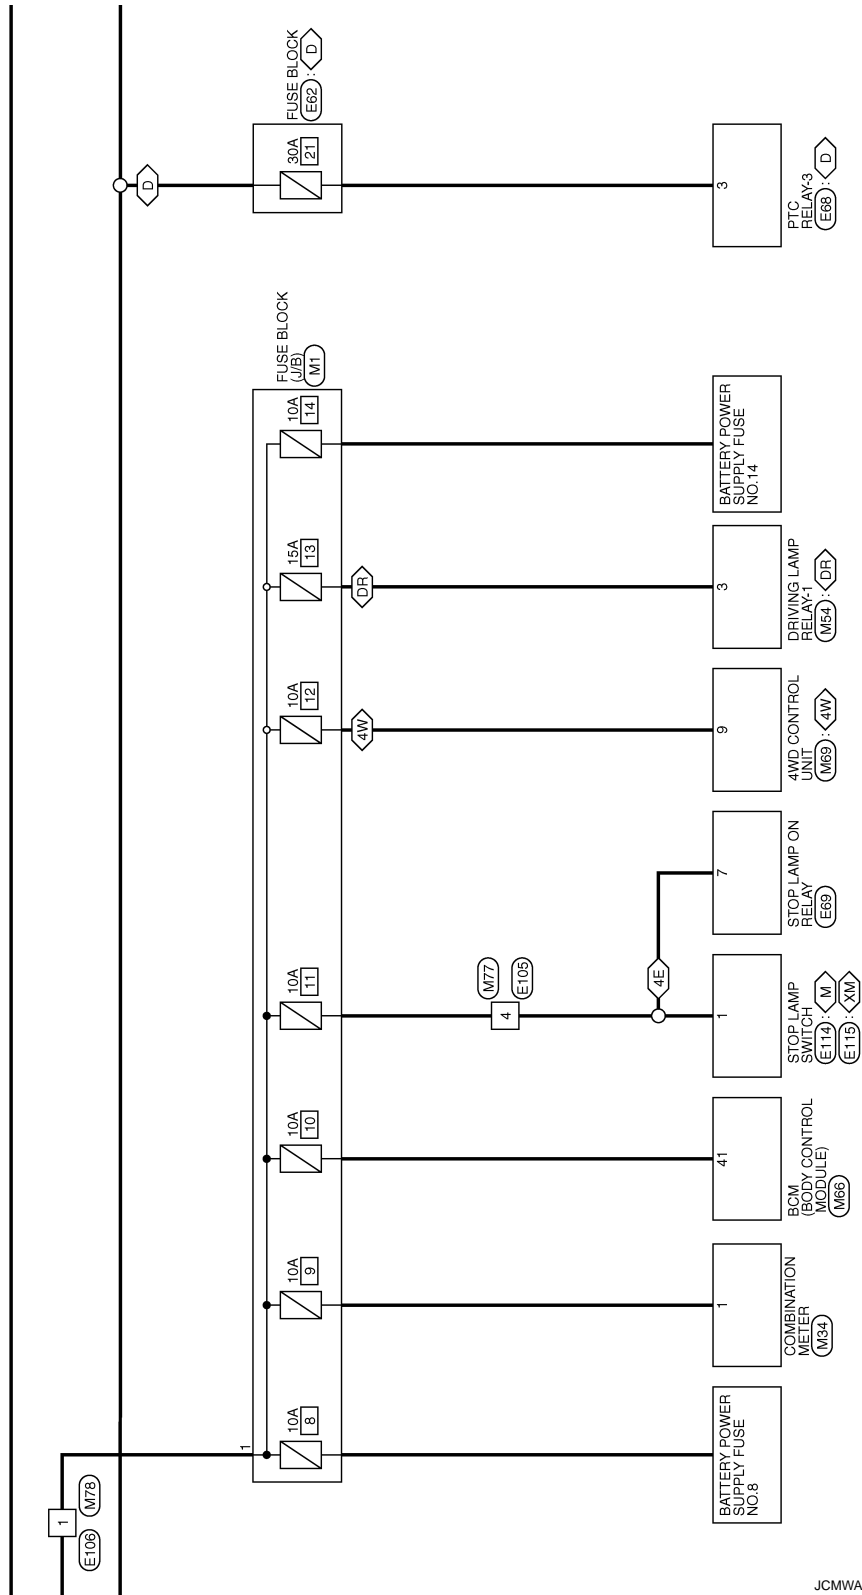 E106
M78
1
1
10A
8
10A
9
10A
10
10A
11
10A
12
15A
13
10A
14
FUSE BLOCK
(J/B)
M1
30A
21
FUSE BLOCK
E62 : D
D
4W
DR
M77
E105
4
4E
BATTERY POWER
SUPPLY FUSE
NO.8
1
COMBINATION
METER
M34
41
BCM
(BODY CONTROL
MODULE)
M66
1
STOP LAMP
SWITCH
E114 : M
E115 : XM
7
STOP LAMP ON
RELAY
E69
9
4WD CONTROL
UNIT
M69 : 4W
3
DRIVING LAMP
RELAY-1
M54 : DR
BATTERY POWER
SUPPLY FUSE
NO.14
3
PTC
RELAY-3
E68 : D
JCMWA